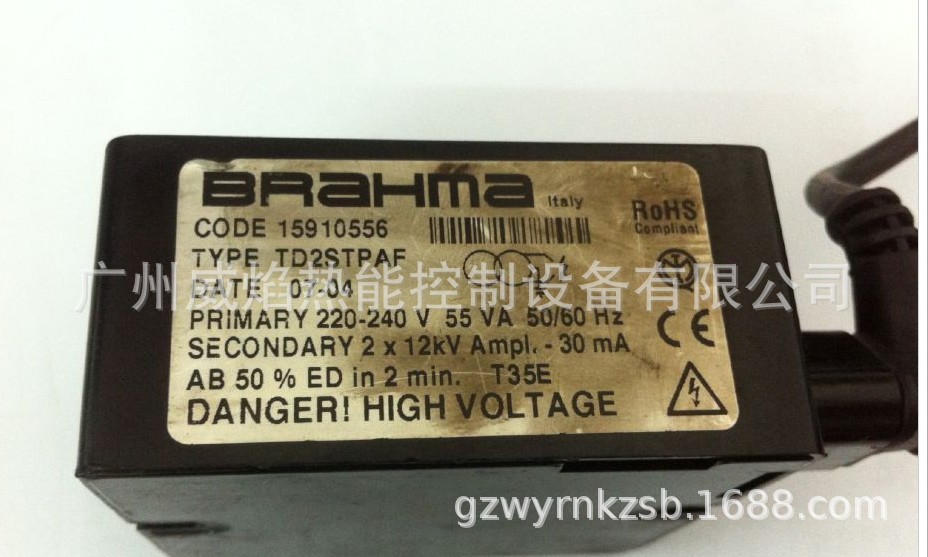 BRAHMA
Italy
CODE 15910556
RoHS
Compliant
TYPE TD2STPAF
广州威焰热能控制设备有限公司
DATE 07-04
PRIMARY 220-240 V 55 VA 50/60 Hz
CE
SECONDARY 2 x 12kV Ampl. - 30 mA
AB 50 % ED in 2 min. T35E
DANGER! HIGH VOLTAGE
gzwyrnkzsb.1688.com